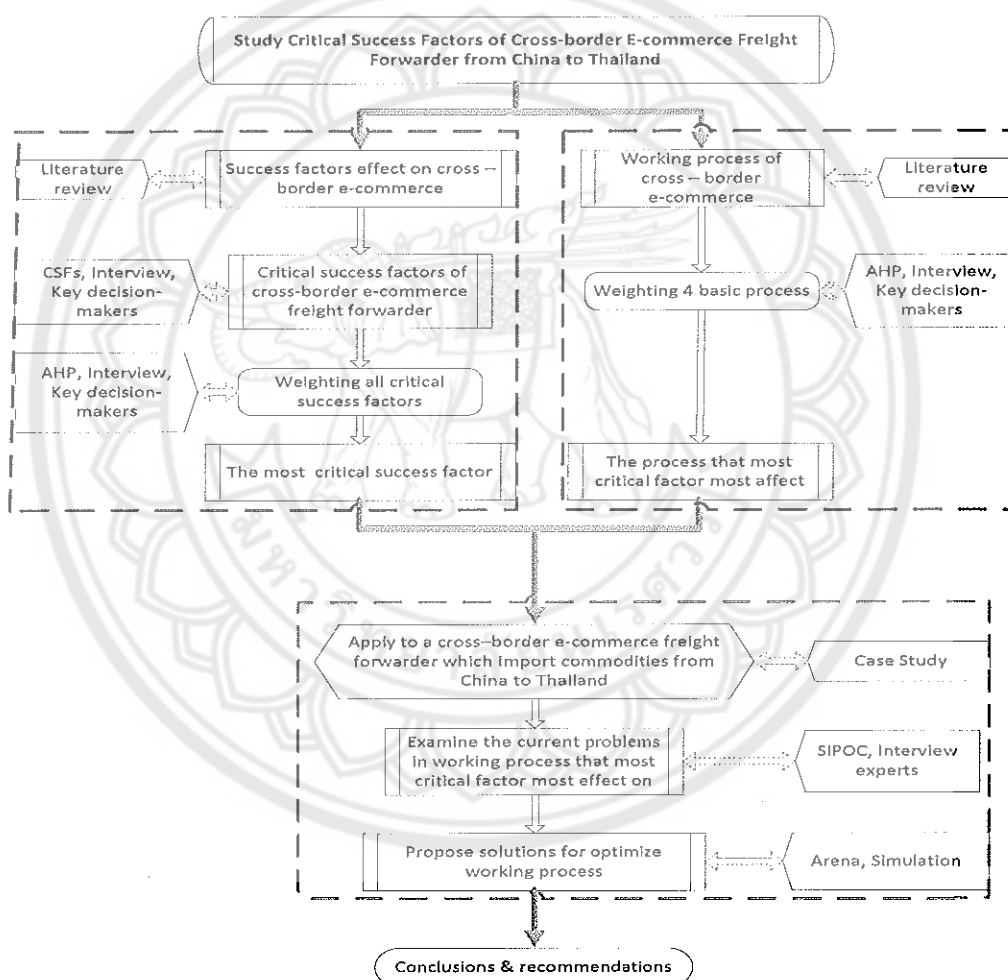 Study Critical Success Factors of Cross-border E-commerce Freight
Forwarder from China to Thailand
Literature
review
Success factors effect on cross –
border e-commerce
CSFs, Interview,
Key decision-
makers
Critical success factors of
cross-border e-commerce
freight forwarder
AHP, Interview,
Key decision-
makers
Weighting all critical
success factors
The most critical success factor
Working process of
cross – border
e-commerce
Literature
review
Weighting 4 basic process
AHP, Interview,
Key decision-
makers
The process that most
critical factor most affect
Apply to a cross–border e-commerce freight
forwarder which import commodities from
China to Thailand
Case Study
Examine the current problems
in working process that most
critical factor most effect on
SIPOC, Interview
experts
Propose solutions for optimize
working process
Arena, Simulation
Conclusions & recommendations